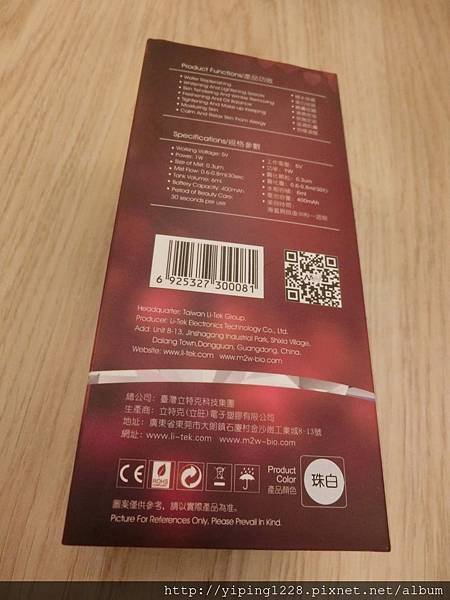 Product Functions/產品功能
• Water Replenishing
• Whitening And Lightening Speckle
• Skin Tendering And Wrinkle Removing
• Freshening And Oil Balance
• Tightening And Make-up Keeping
• Moisturing Skin
• Calm And Relax Skin From Allergy
Specifications/規格參數
• Working Voltage: 5V
• Power: 1W
• Size of Mist: 0.3um
• Mist Flow: 0.6-0.8ml/30sec
• Tank Volume: 6ml
• Battery Capacity: 400mAh
• Period of Beauty Care:
30 seconds per use
• 工作電壓: 5V
• 功率: 1W
• 霧化顆粒: 0.3um
• 霧化量: 0.6-0.8ml/30秒
• 水箱容積: 6ml
• 電池容量: 400mAh
6 925327 300081
Headquarter: Taiwan Li-Tek Group.
Producer: Li-Tek Electronics Technology Co., Ltd.
Add: Unit 8-13, Jinshagang Industrial Park, Shixia Village,
Dalang Town, Dongguan, Guangdong, China.
Website: www.li-tek.com www.m2w-bio.com
總公司: 臺灣立特克科技集團
生產商: 立特克(立旺)電子塑膠有限公司
地址: 廣東省東莞市大朗鎮石廈村金沙崗工業城8-13號
網址: www.li-tek.com www.m2w-bio.com
CE
RoHS
Product
Color
產品顏色
珠白
圖案僅供參考, 請以實際產品為准。
Picture For References Only, Please Prevail In Kind.
http://yiping1228.pixnet.net/album